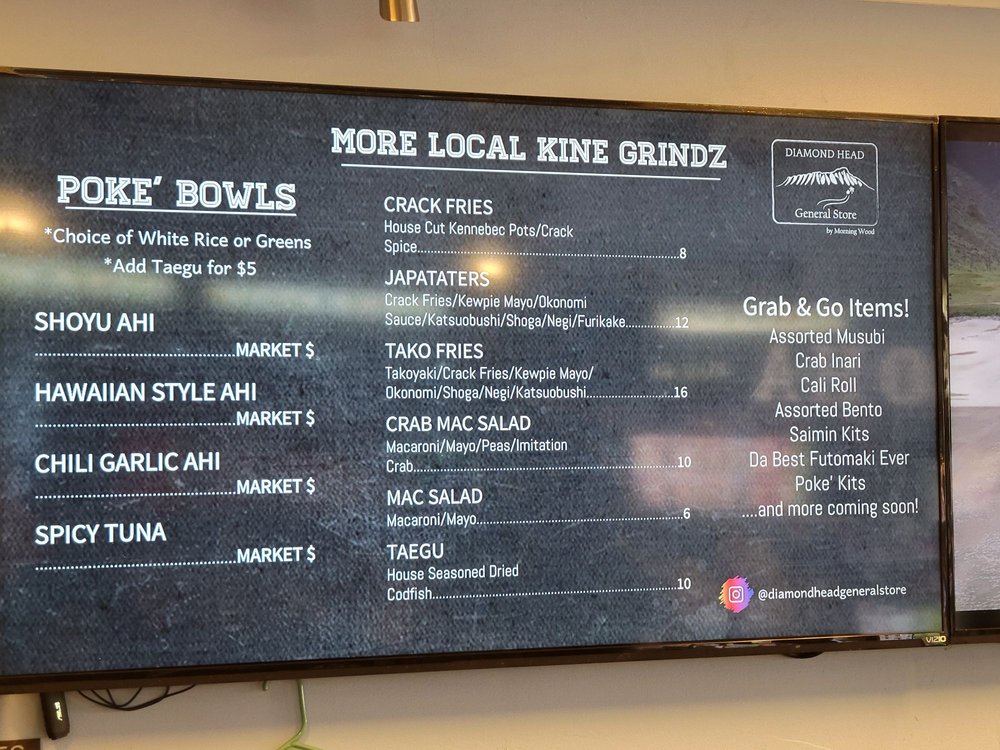 MORE LOCAL KINE GRINDZ
POKE' BOWLS
*Choice of White Rice or Greens
*Add Taegu for $5
SHOYU AHI
........................................MARKET $
HAWAIIAN STYLE AHI
........................................MARKET $
CHILI GARLIC AHI
........................................MARKET $
SPICY TUNA
........................................MARKET $
CRACK FRIES
House Cut Kennebec Pots/Crack
Spice................................................................8
JAPATATERS
Crack Fries/Kewpie Mayo/Okonomi
Sauce/Katsuobushi/Shoga/Negi/Furikake............12
TAKO FRIES
Takoyaki/Crack Fries/Kewpie Mayo/
Okonomi/Shoga/Negi/Katsuobushi.....................16
CRAB MAC SALAD
Macaroni/Mayo/Peas/Imitation
Crab................................................................10
MAC SALAD
Macaroni/Mayo...................................................6
TAEGU
House Seasoned Dried
Codfish............................................................10
DIAMOND HEAD
General Store
by Morning Wood
Grab & Go Items!
Assorted Musubi
Crab Inari
Cali Roll
Assorted Bento
Saimin Kits
Da Best Futomaki Ever
Poke' Kits
....and more coming soon!
@diamondheadgeneralstore
VIZIO
ASUS